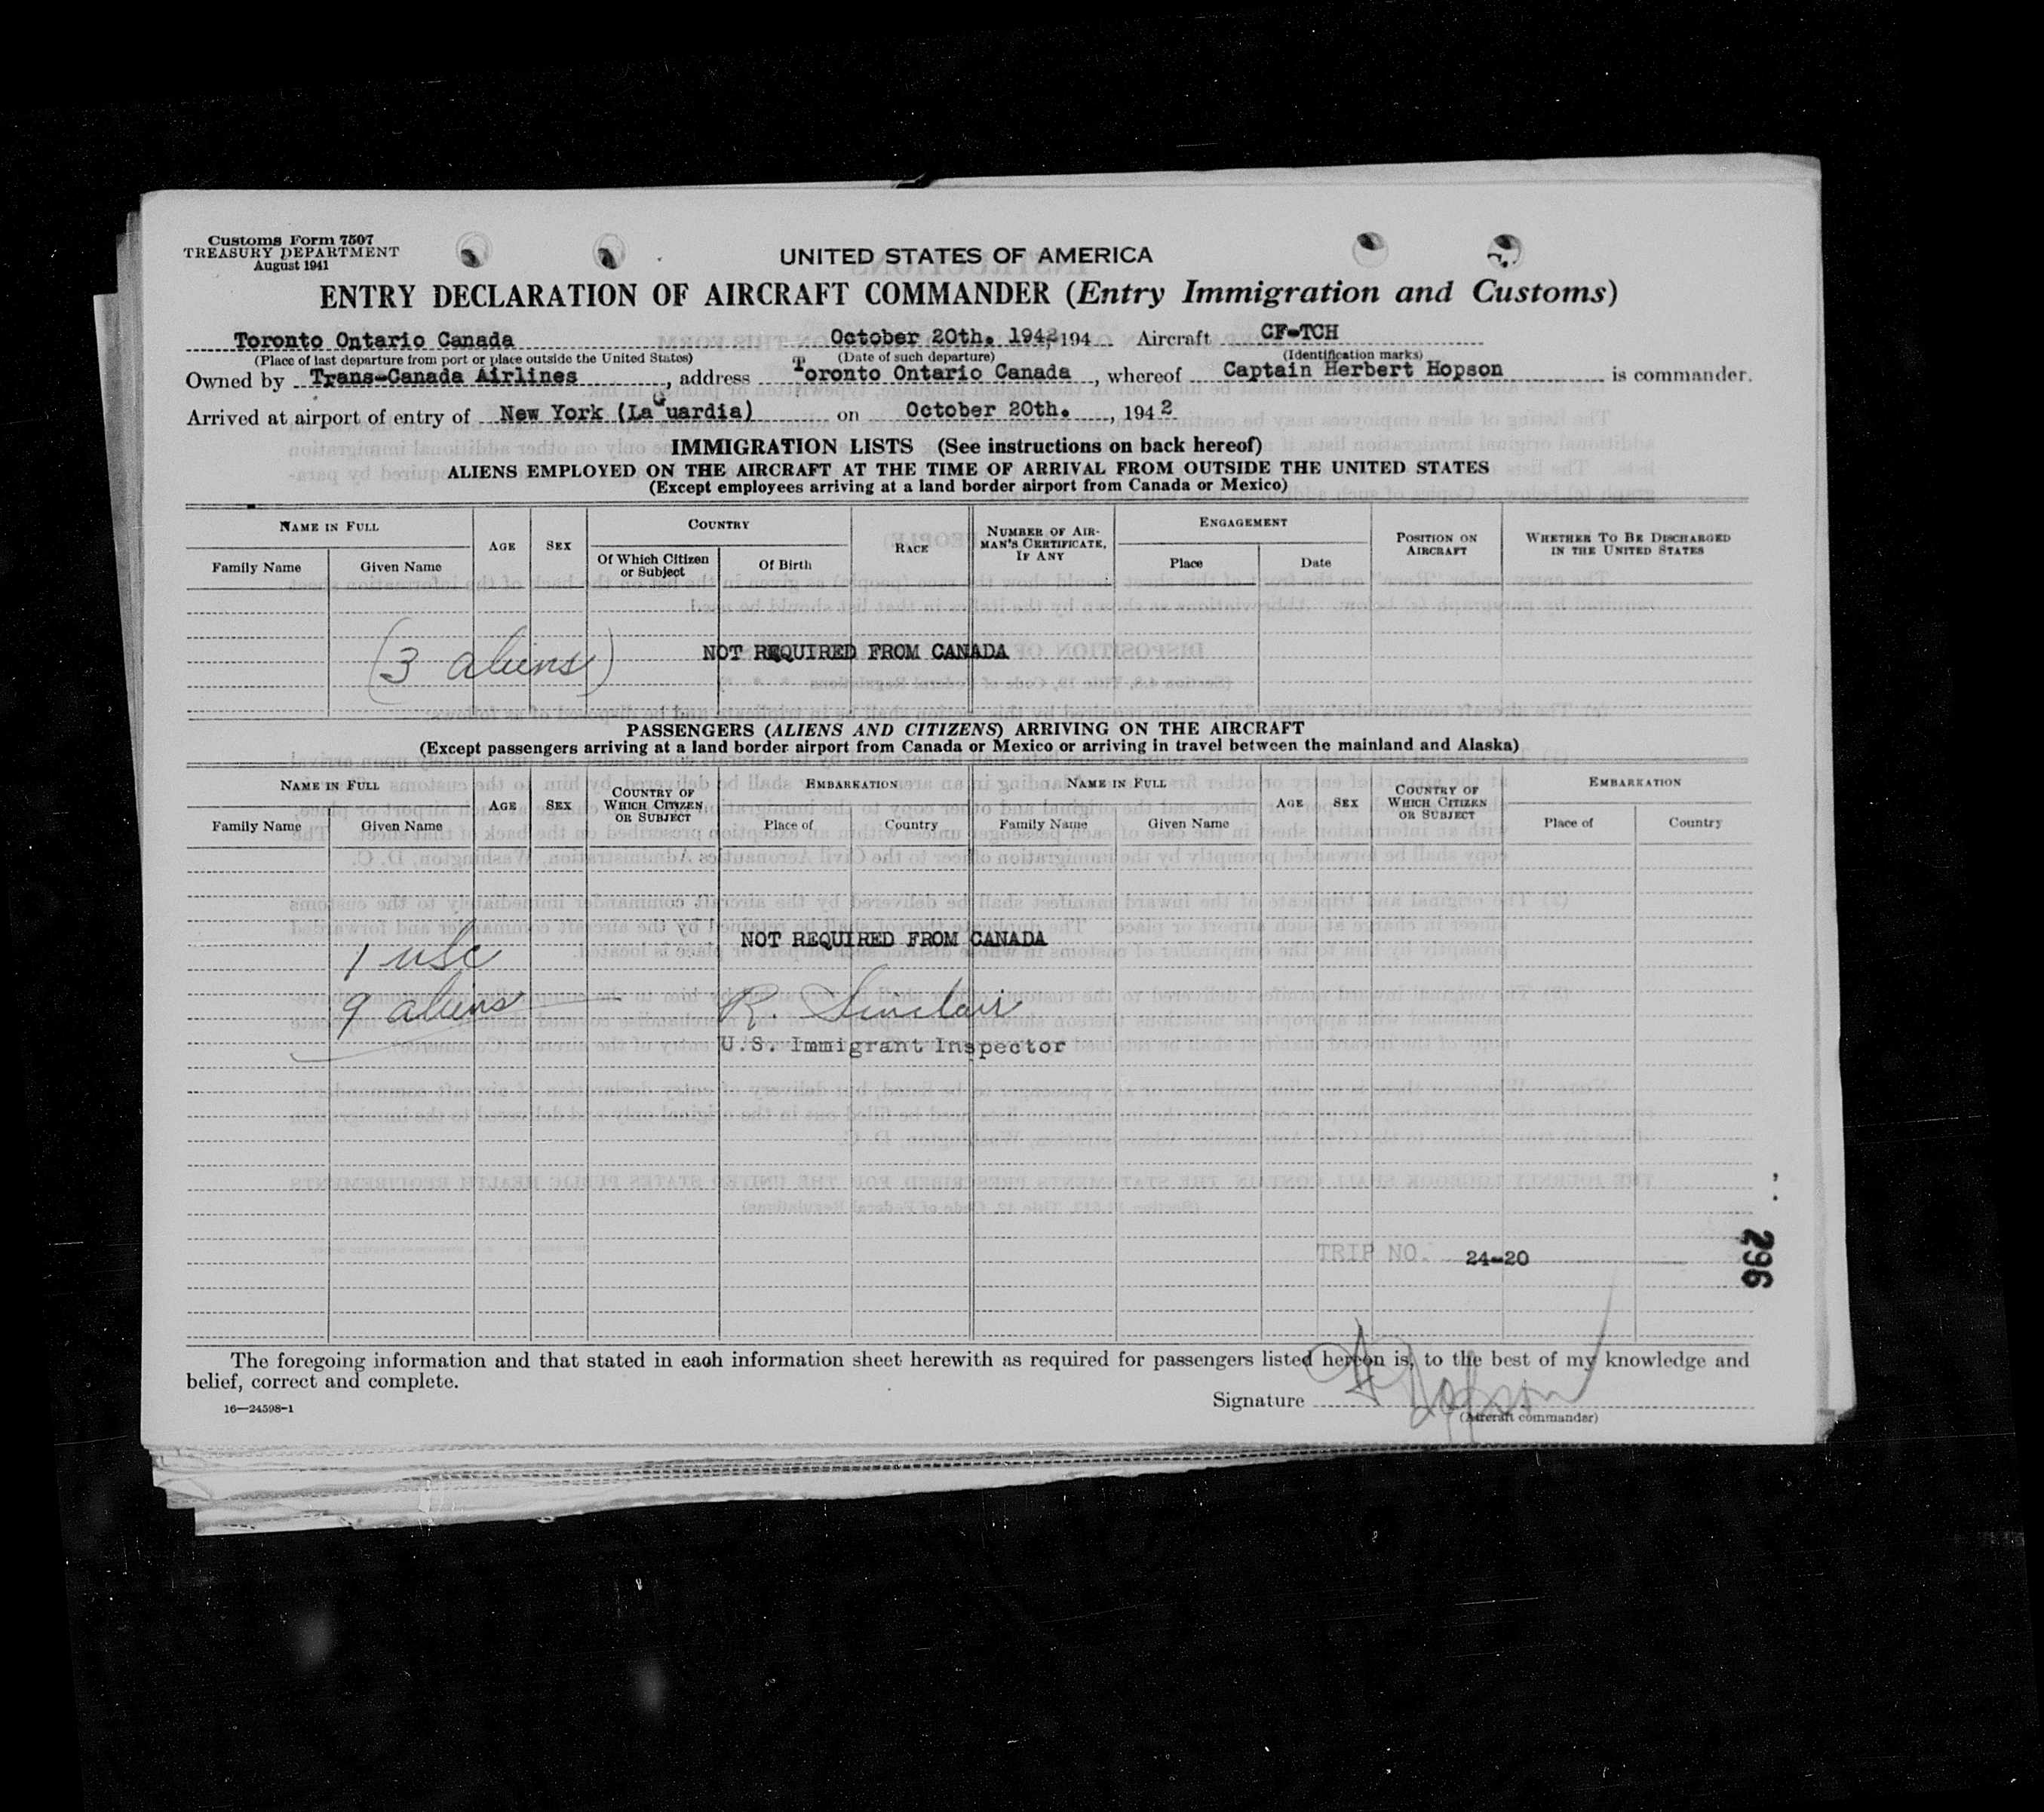 Customs Form 7507
TREASURY DEPARTMENT
August 1941
UNITED STATES OF AMERICA
ENTRY DECLARATION OF AIRCRAFT COMMANDER (Entry Immigration and Customs)
Toronto Ontario Canada October 20th. 1942, 194 Aircraft CF-TCH
(Place of last departure from port or place outside the United States) (Date of such departure) (Identification marks)
Owned by Trans-Canada Airlines, address Toronto Ontario Canada, whereof Captain Herbert Hopson is commander.
Arrived at airport of entry of New York (LaGuardia) on October 20th., 1942
IMMIGRATION LISTS (See instructions on back hereof)
ALIENS EMPLOYED ON THE AIRCRAFT AT THE TIME OF ARRIVAL FROM OUTSIDE THE UNITED STATES
(Except employees arriving at a land border airport from Canada or Mexico)
NAME IN FULL AGE SEX COUNTRY RACE NUMBER OF AIRMAN'S CERTIFICATE, IF ANY ENGAGEMENT POSITION ON AIRCRAFT WHETHER TO BE DISCHARGED IN THE UNITED STATES
Family Name Given Name Of Which Citizen or Subject Of Birth Place Date
(3 aliens) NOT REQUIRED FROM CANADA
PASSENGERS (ALIENS AND CITIZENS) ARRIVING ON THE AIRCRAFT
(Except passengers arriving at a land border airport from Canada or Mexico or arriving in travel between the mainland and Alaska)
NAME IN FULL AGE SEX COUNTRY OF WHICH CITIZEN OR SUBJECT EMBARKATION NAME IN FULL AGE SEX COUNTRY OF WHICH CITIZEN OR SUBJECT EMBARKATION
Family Name Given Name Place of Country Family Name Given Name Place of Country
NOT REQUIRED FROM CANADA
1 USC
9 aliens — R. Sinclair
U.S. Immigrant Inspector
TRIP NO. 24-20
296
The foregoing information and that stated in each information sheet herewith as required for passengers listed hereon is, to the best of my knowledge and
belief, correct and complete.
16—24598-1
Signature H Hopson
(Aircraft commander)